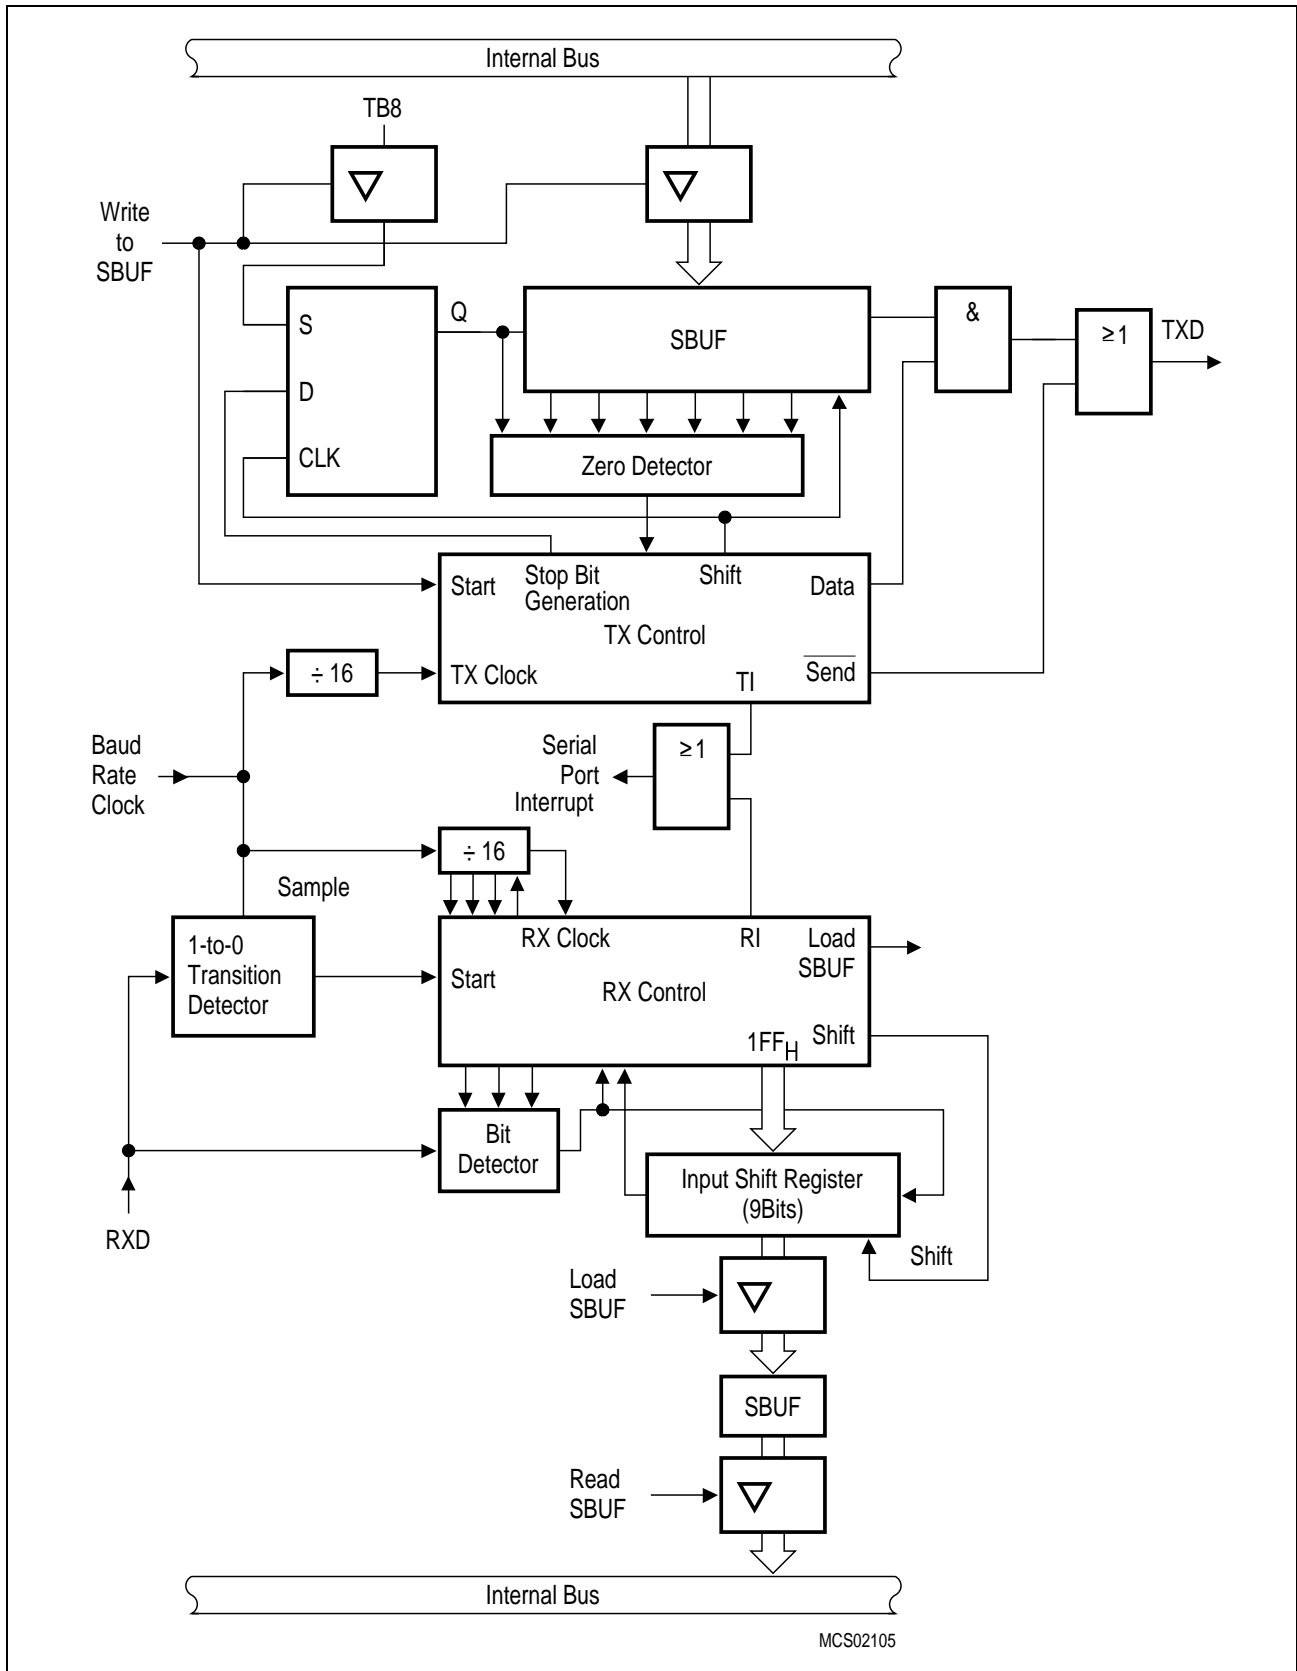 Internal Bus
TB8
Write
to
SBUF
S
Q
SBUF
&
≥1
TXD
D
CLK
Zero Detector
Start
Stop Bit
Generation
Shift
Data
TX Control
÷ 16
TX Clock
TI
Send
Baud
Rate
Clock
Serial
Port
Interrupt
≥1
÷ 16
Sample
1-to-0
Transition
Detector
RX Clock
RI
Load
SBUF
Start
RX Control
1FFH
Shift
Bit
Detector
Input Shift Register
(9Bits)
RXD
Shift
Load
SBUF
SBUF
Read
SBUF
Internal Bus
MCS02105